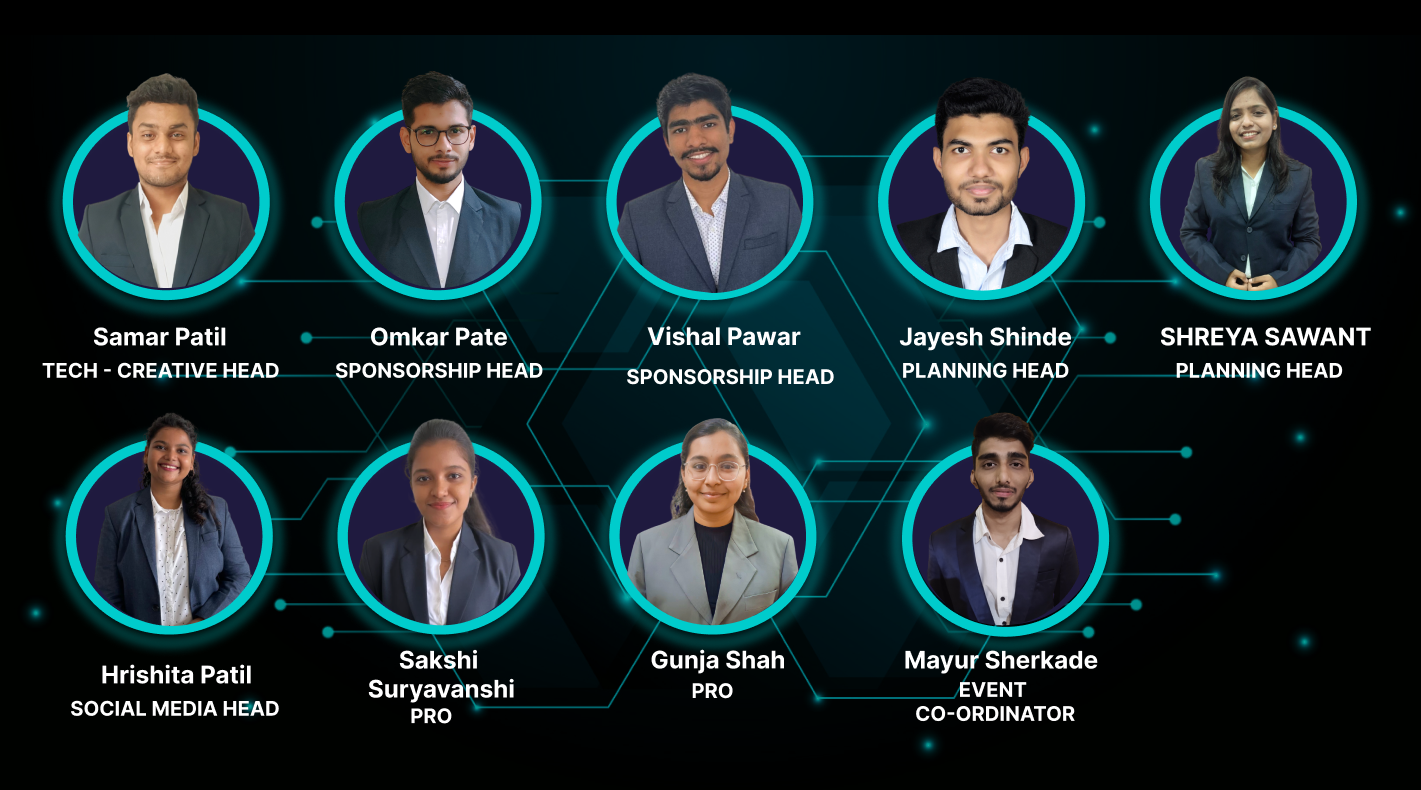 Samar Patil
TECH - CREATIVE HEAD
Omkar Pate
SPONSORSHIP HEAD
Vishal Pawar
SPONSORSHIP HEAD
Jayesh Shinde
PLANNING HEAD
SHREYA SAWANT
PLANNING HEAD
Hrishita Patil
SOCIAL MEDIA HEAD
Sakshi
Suryavanshi
PRO
Gunja Shah
PRO
Mayur Sherkade
EVENT
CO-ORDINATOR